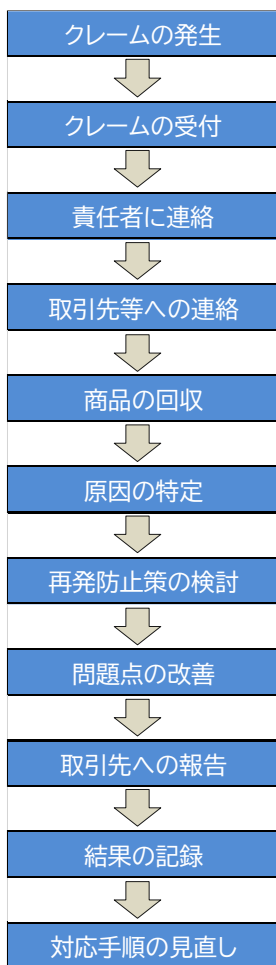 クレームの発生
クレームの受付
責任者に連絡
取引先等への連絡
商品の回収
原因の特定
再発防止策の検討
問題点の改善
取引先への報告
結果の記録
対応手順の見直し